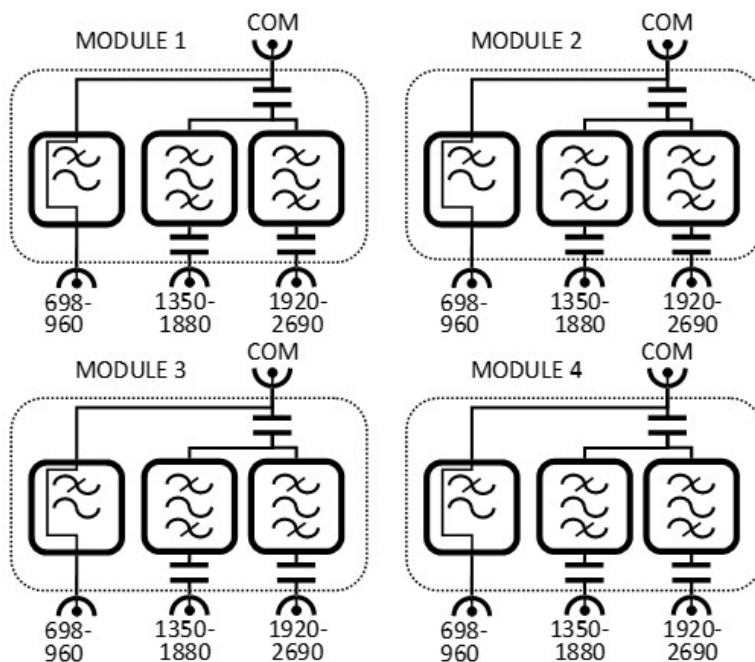 COM COM
MODULE 1 MODULE 2
698- 1350- 1920- 698- 1350- 1920-
960 1880 2690 960 1880 2690
COM COM
MODULE 3 MODULE 4
698- 1350- 1920- 698- 1350- 1920-
960 1880 2690 960 1880 2690